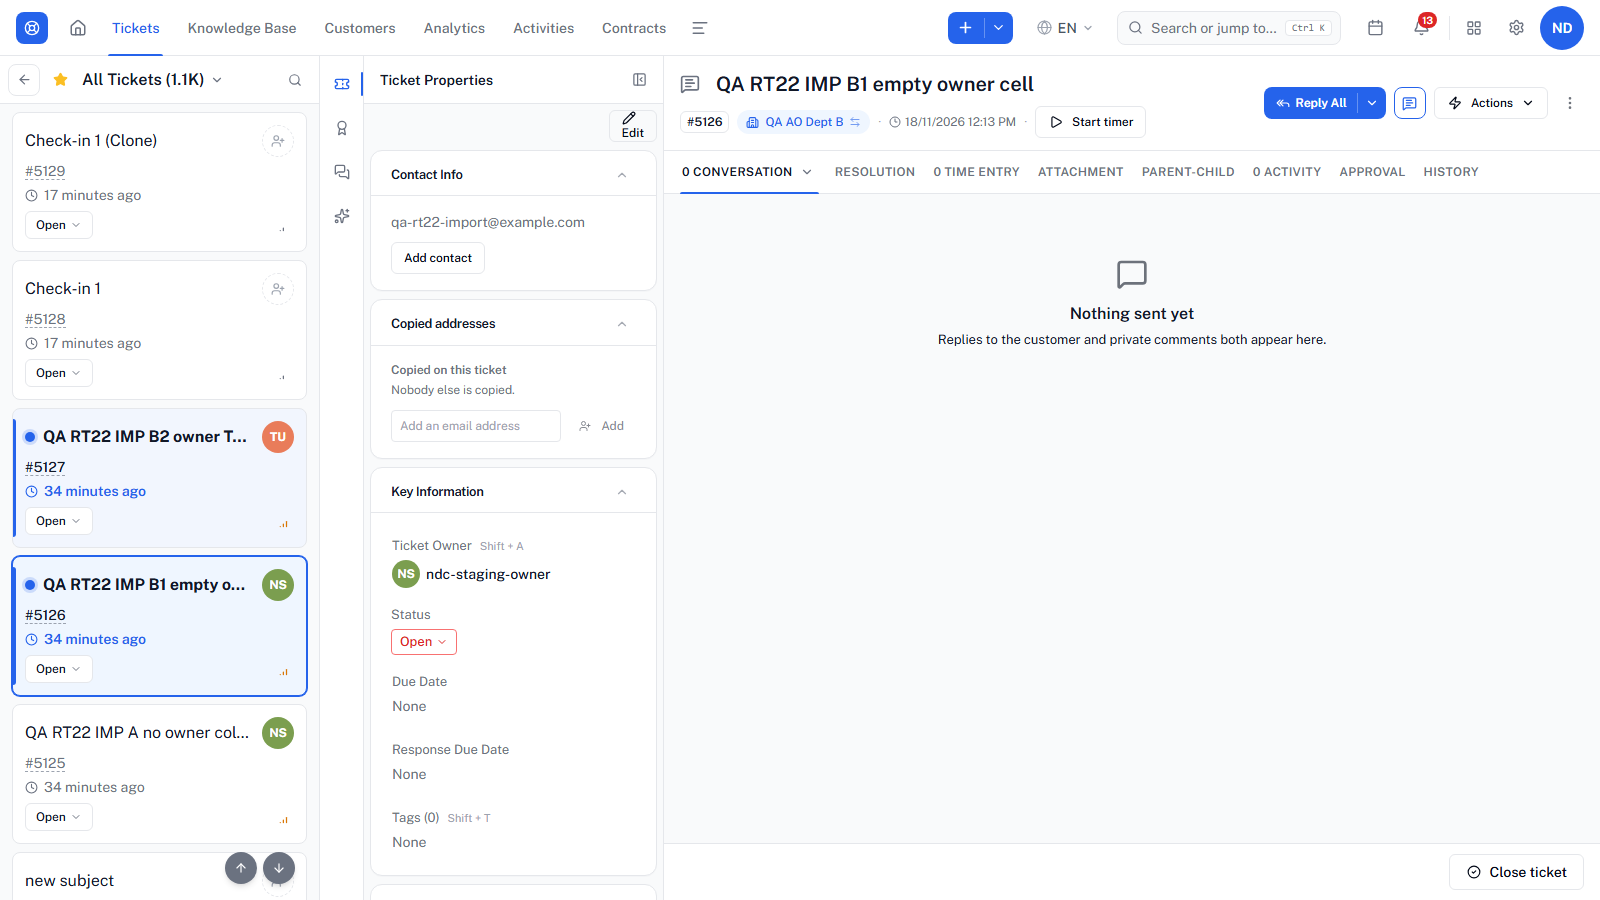 Tickets
Knowledge Base
Customers
Analytics
Activities
Contracts
EN
Search or jump to...
Ctrl K
13
ND
All Tickets (1.1K)
Check-in 1 (Clone)
#5129
17 minutes ago
Open
Check-in 1
#5128
17 minutes ago
Open
QA RT22 IMP B2 owner T...
TU
#5127
34 minutes ago
Open
QA RT22 IMP B1 empty o...
NS
#5126
34 minutes ago
Open
QA RT22 IMP A no owner col...
NS
#5125
34 minutes ago
Open
new subject
Ticket Properties
Edit
Contact Info
qa-rt22-import@example.com
Add contact
Copied addresses
Copied on this ticket
Nobody else is copied.
Add an email address
Add
Key Information
Ticket Owner Shift + A
NS ndc-staging-owner
Status
Open
Due Date
None
Response Due Date
None
Tags (0) Shift + T
None
QA RT22 IMP B1 empty owner cell
#5126
QA AO Dept B
· 18/11/2026 12:13 PM ·
Start timer
Reply All
Actions
0 CONVERSATION
RESOLUTION
0 TIME ENTRY
ATTACHMENT
PARENT-CHILD
0 ACTIVITY
APPROVAL
HISTORY
Nothing sent yet
Replies to the customer and private comments both appear here.
Close ticket